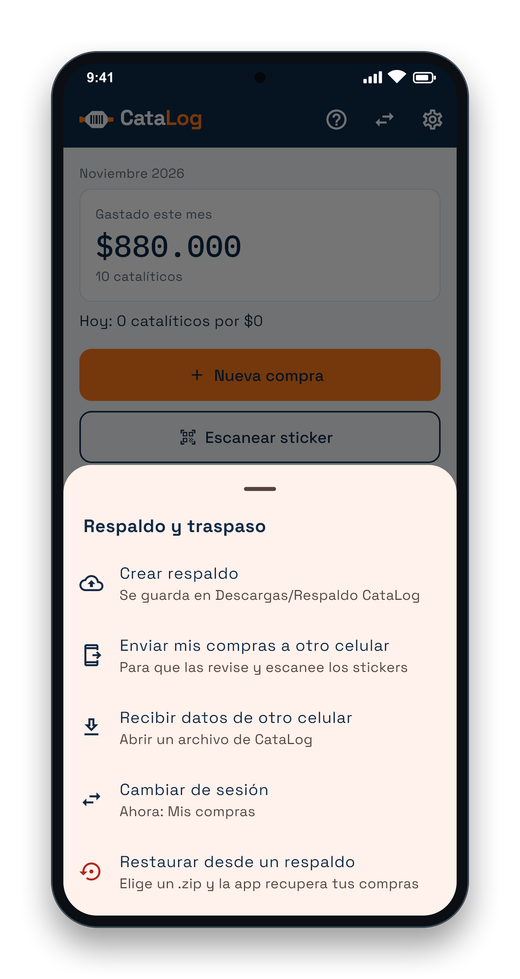 9:41
CataLog
Noviembre 2026
Gastado este mes
$880.000
10 catalíticos
Hoy: 0 catalíticos por $0
+ Nueva compra
Escanear sticker
Respaldo y traspaso
Crear respaldo
Se guarda en Descargas/Respaldo CataLog
Enviar mis compras a otro celular
Para que las revise y escanee los stickers
Recibir datos de otro celular
Abrir un archivo de CataLog
Cambiar de sesión
Ahora: Mis compras
Restaurar desde un respaldo
Elige un .zip y la app recupera tus compras